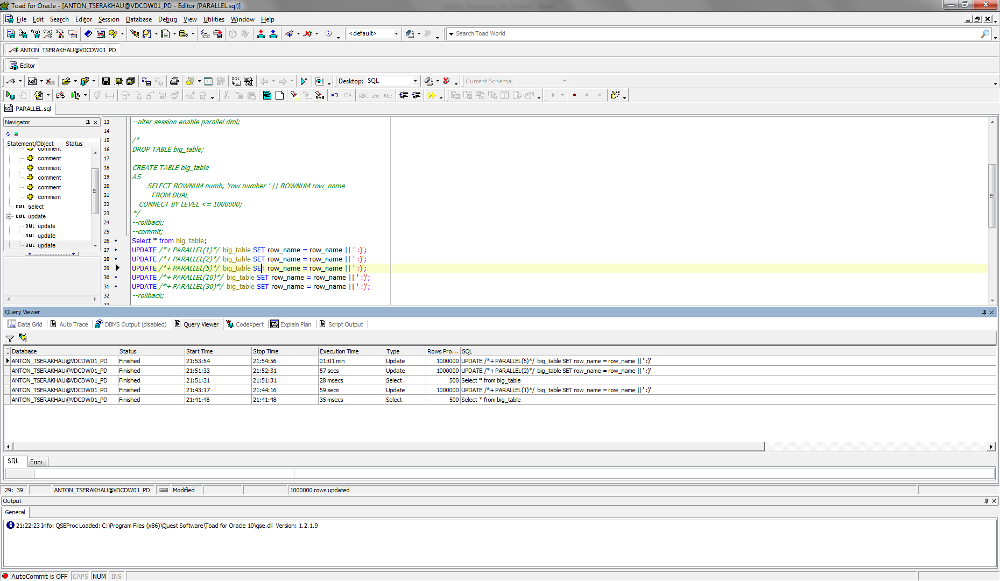 Toad for Oracle - [ANTON_TSERAKHAU@VDCDW01_PD - Editor (PARALLEL.sql)]
File Edit Search Editor Session Database Debug View Utilities Window Help
<default> Search Toad World
ANTON_TSERAKHAU@VDCDW01_PD
Editor
SQL Desktop: SQL Current Schema:
ABC abc Abc
PARALLEL.sql
Navigator
Statement/Object Status
comment
comment
comment
comment
comment
comment
DML select
DML update
DML update
DML update
DML update
13 --alter session enable parallel dml;
14
15 /*
16 DROP TABLE big_table;
17
18 CREATE TABLE big_table
19 AS
20 SELECT ROWNUM numb, 'row number ' || ROWNUM row_name
21 FROM DUAL
22 CONNECT BY LEVEL <= 1000000;
23 */
24 --rollback;
25 --commit;
26 Select * from big_table;
27 UPDATE /*+ PARALLEL(1)*/ big_table SET row_name = row_name || ' :)';
28 UPDATE /*+ PARALLEL(2)*/ big_table SET row_name = row_name || ' :)';
29 UPDATE /*+ PARALLEL(5)*/ big_table SET row_name = row_name || ' :)';
30 UPDATE /*+ PARALLEL(10)*/ big_table SET row_name = row_name || ' :)';
31 UPDATE /*+ PARALLEL(30)*/ big_table SET row_name = row_name || ' :)';
32 --rollback;
33
Query Viewer
Data Grid Auto Trace DBMS Output (disabled) Query Viewer CodeXpert Explain Plan Script Output
Database Status Start Time Stop Time Execution Time Type Rows Pro... SQL
ANTON_TSERAKHAU@VDCDW01_PD Finished 21:53:54 21:54:56 01:01 min Update 1000000 UPDATE /*+ PARALLEL(5)*/ big_table SET row_name = row_name || ' :)'
ANTON_TSERAKHAU@VDCDW01_PD Finished 21:51:33 21:52:31 57 secs Update 1000000 UPDATE /*+ PARALLEL(2)*/ big_table SET row_name = row_name || ' :)'
ANTON_TSERAKHAU@VDCDW01_PD Finished 21:51:31 21:51:31 28 msecs Select 500 Select * from big_table
ANTON_TSERAKHAU@VDCDW01_PD Finished 21:43:17 21:44:16 59 secs Update 1000000 UPDATE /*+ PARALLEL(1)*/ big_table SET row_name = row_name || ' :)'
ANTON_TSERAKHAU@VDCDW01_PD Finished 21:41:48 21:41:48 35 msecs Select 500 Select * from big_table
SQL Error
29: 39 ANTON_TSERAKHAU@VDCDW01_PD Modified 1000000 rows updated
Output
General
21:22:23 Info: QSEProc Loaded: C:\Program Files (x86)\Quest Software\Toad for Oracle 10\qse.dll Version: 1.2.1.9
AutoCommit is OFF CAPS NUM INS